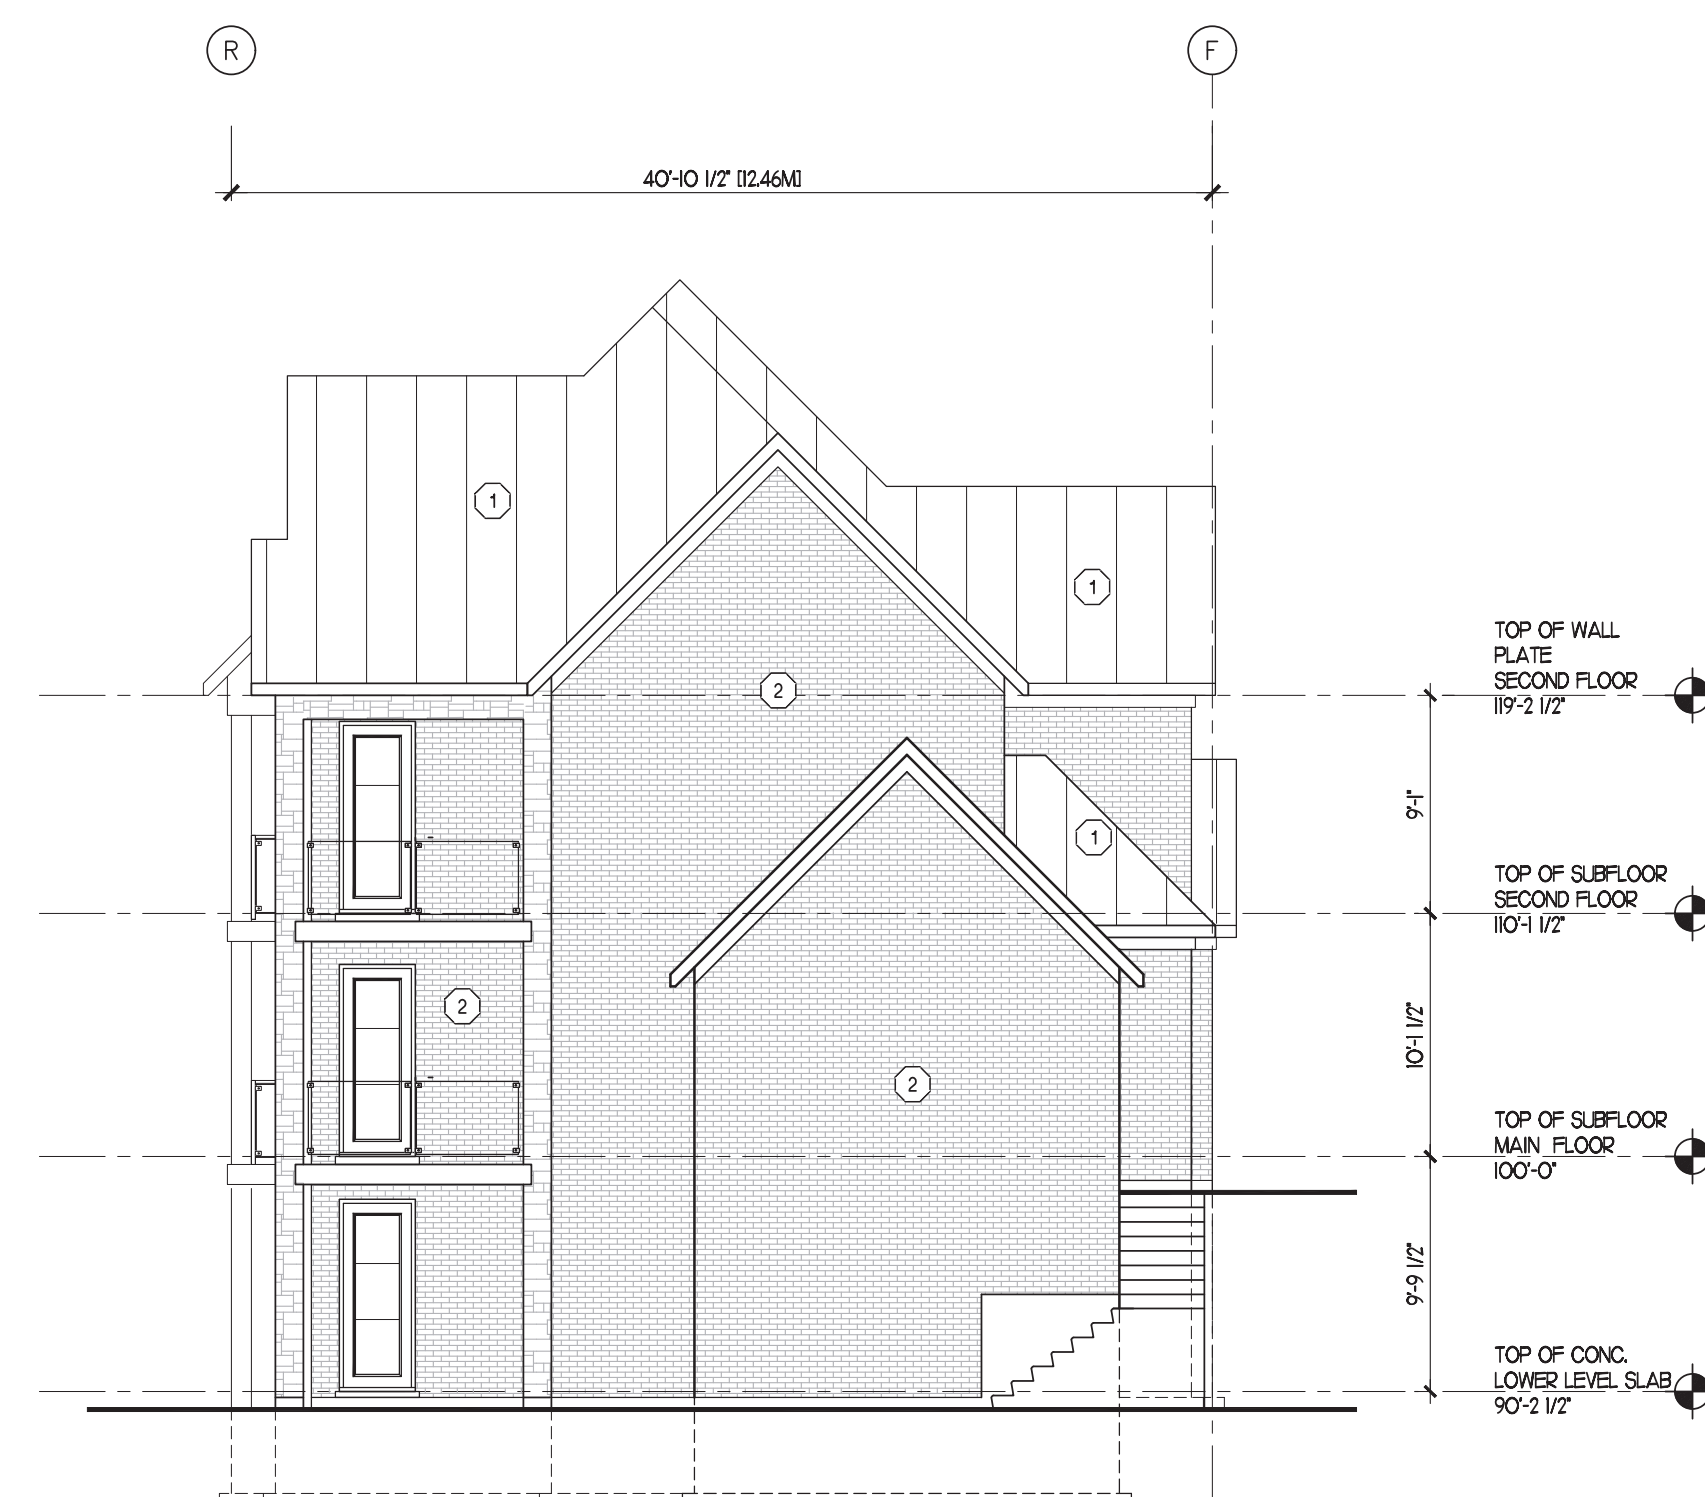 R
F
40'-10 1/2" [12.46M]
1
1
2
TOP OF WALL
PLATE
SECOND FLOOR
119'-2 1/2"
9'-1"
1
TOP OF SUBFLOOR
SECOND FLOOR
110'-1 1/2"
2
10'-1 1/2"
2
TOP OF SUBFLOOR
MAIN FLOOR
100'-0"
9'-9 1/2"
TOP OF CONC.
LOWER LEVEL SLAB
90'-2 1/2"